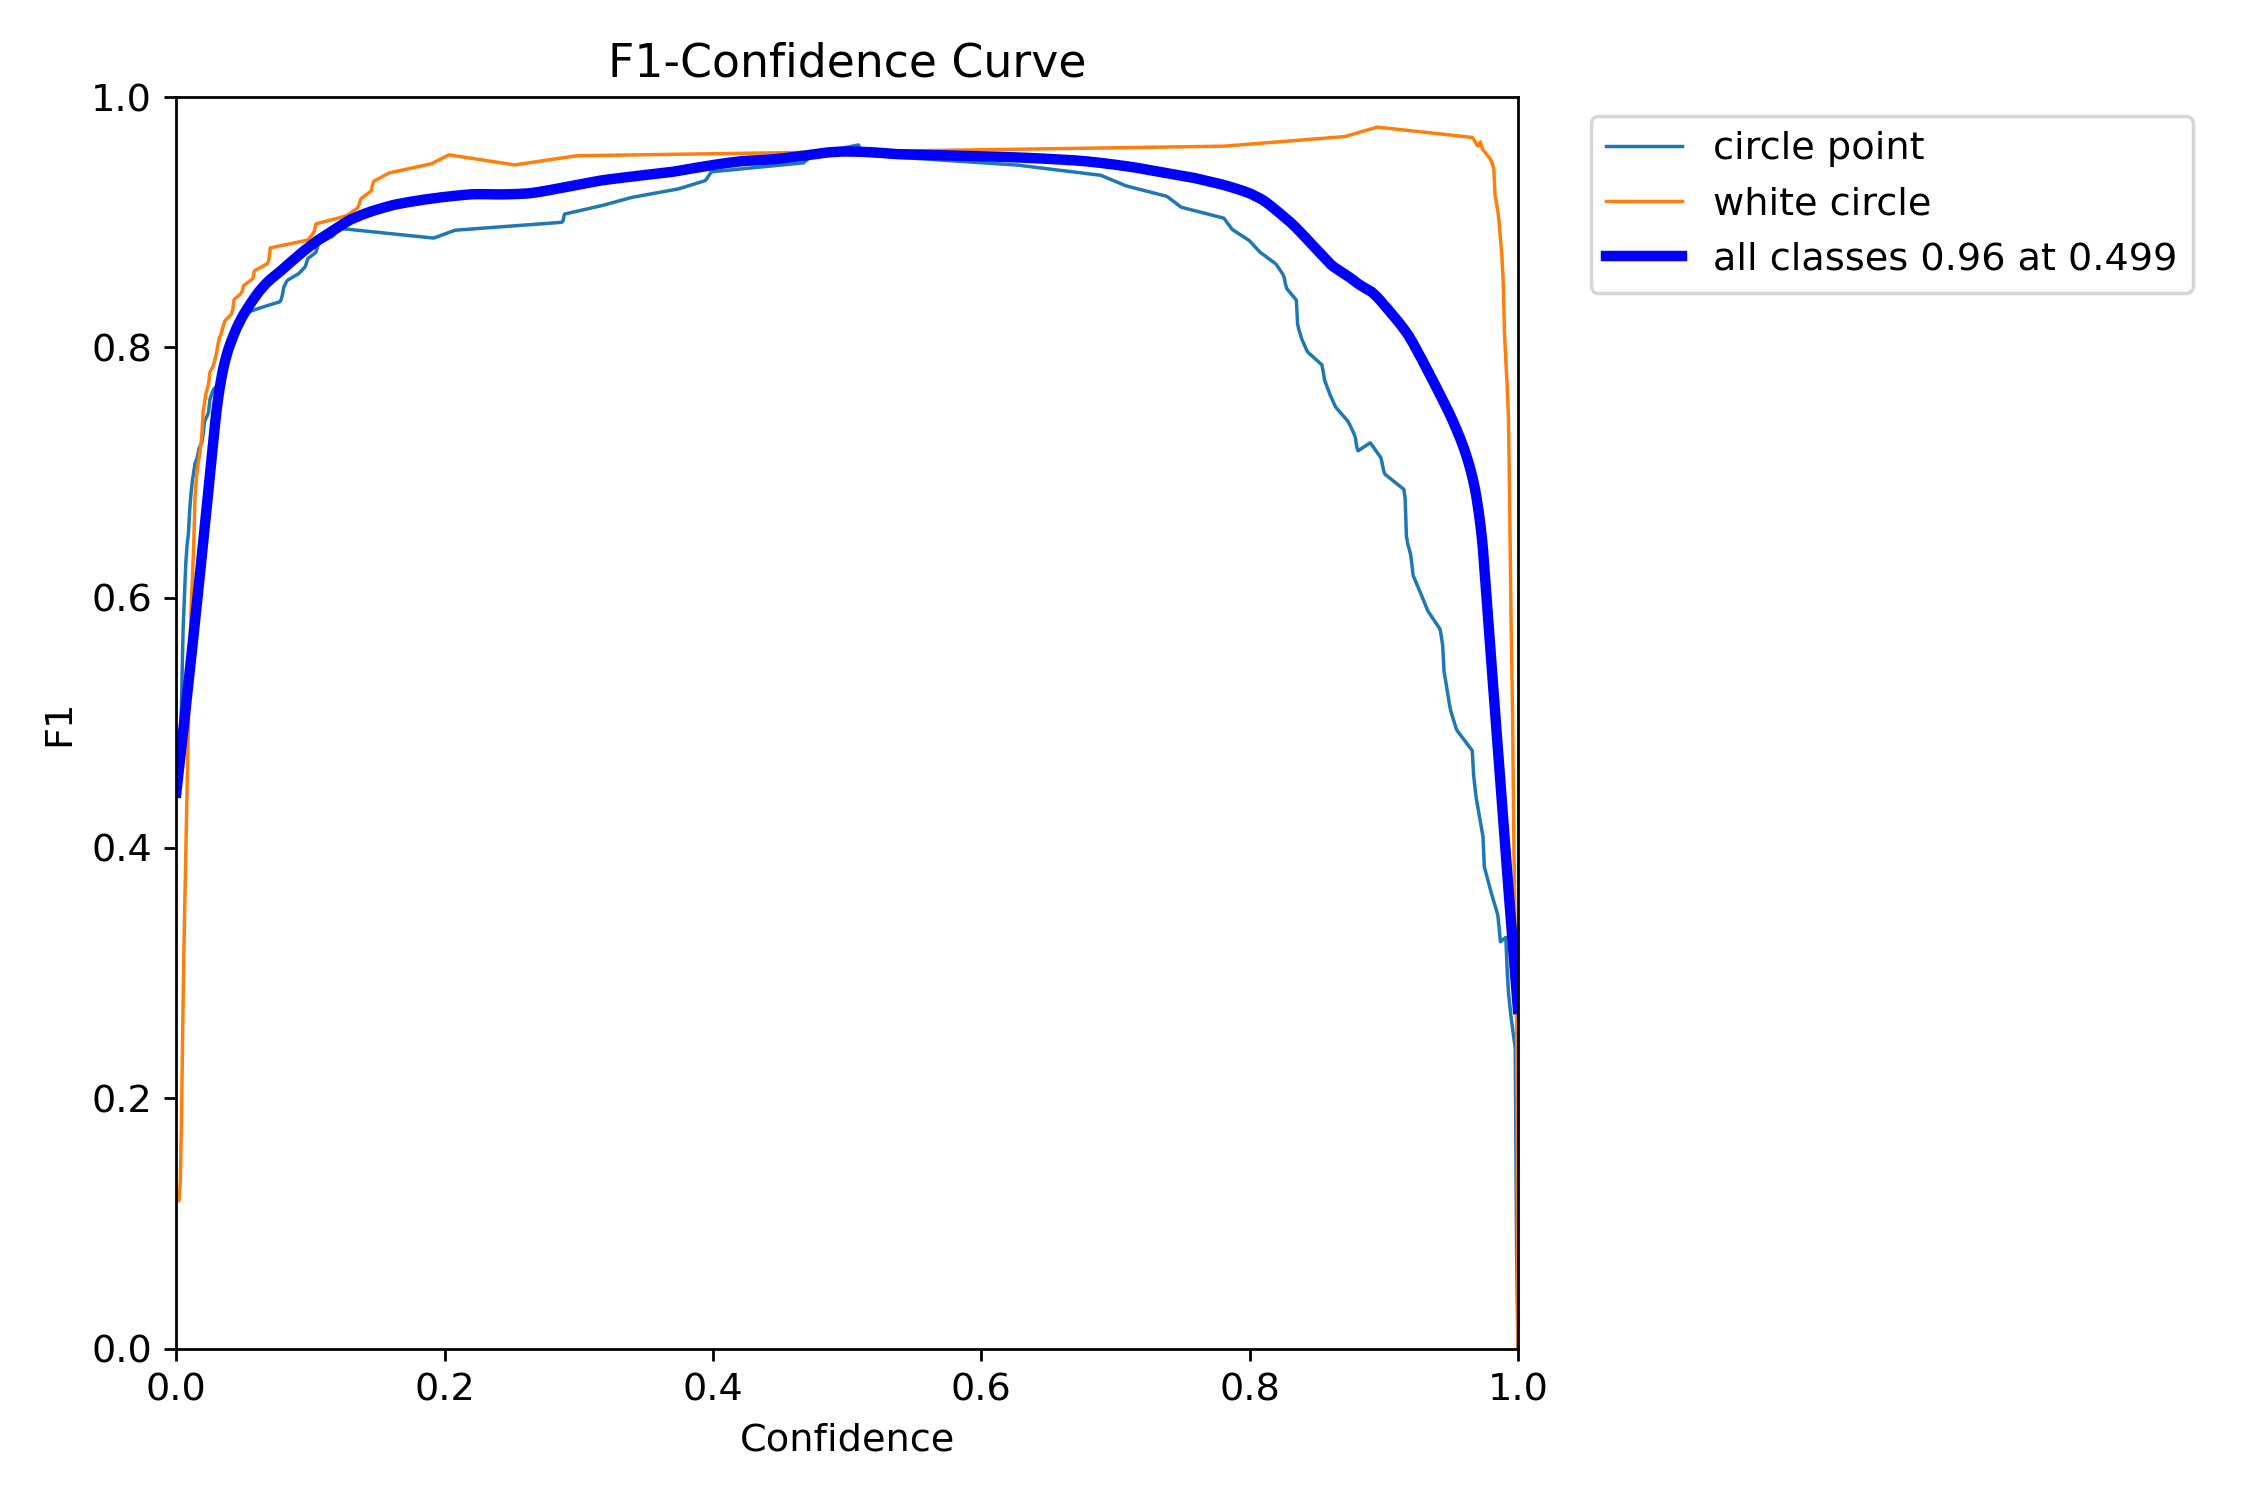 F1-Confidence Curve
circle point
white circle
all classes 0.96 at 0.499
F1
1.0
0.8
0.6
0.4
0.2
0.0
0.0 0.2 0.4 0.6 0.8 1.0
Confidence